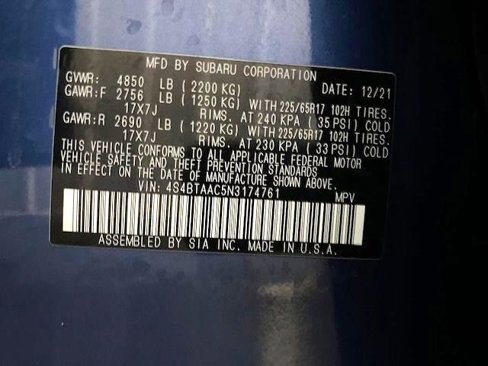 MFD BY SUBARU CORPORATION
GVWR: 4850 LB ( 2200 KG) DATE: 12/21
GAWR:F 2756 LB ( 1250 KG) WITH 225/65R17 102H TIRES.
17X7J RIMS. AT 240 KPA ( 35 PSI) COLD
GAWR:R 2690 LB ( 1220 KG) WITH 225/65R17 102H TIRES.
17X7J RIMS. AT 230 KPA ( 33 PSI) COLD
THIS VEHICLE CONFORMS TO ALL APPLICABLE FEDERAL MOTOR
VEHICLE SAFETY AND THEFT PREVENTION STANDARDS
IN EFFECT ON THE DATE OF MANUFACTURE SHOWN ABOVE.
VIN: 4S4BTAAC5N3174761 MPV
ASSEMBLED BY SIA INC. MADE IN U.S.A.